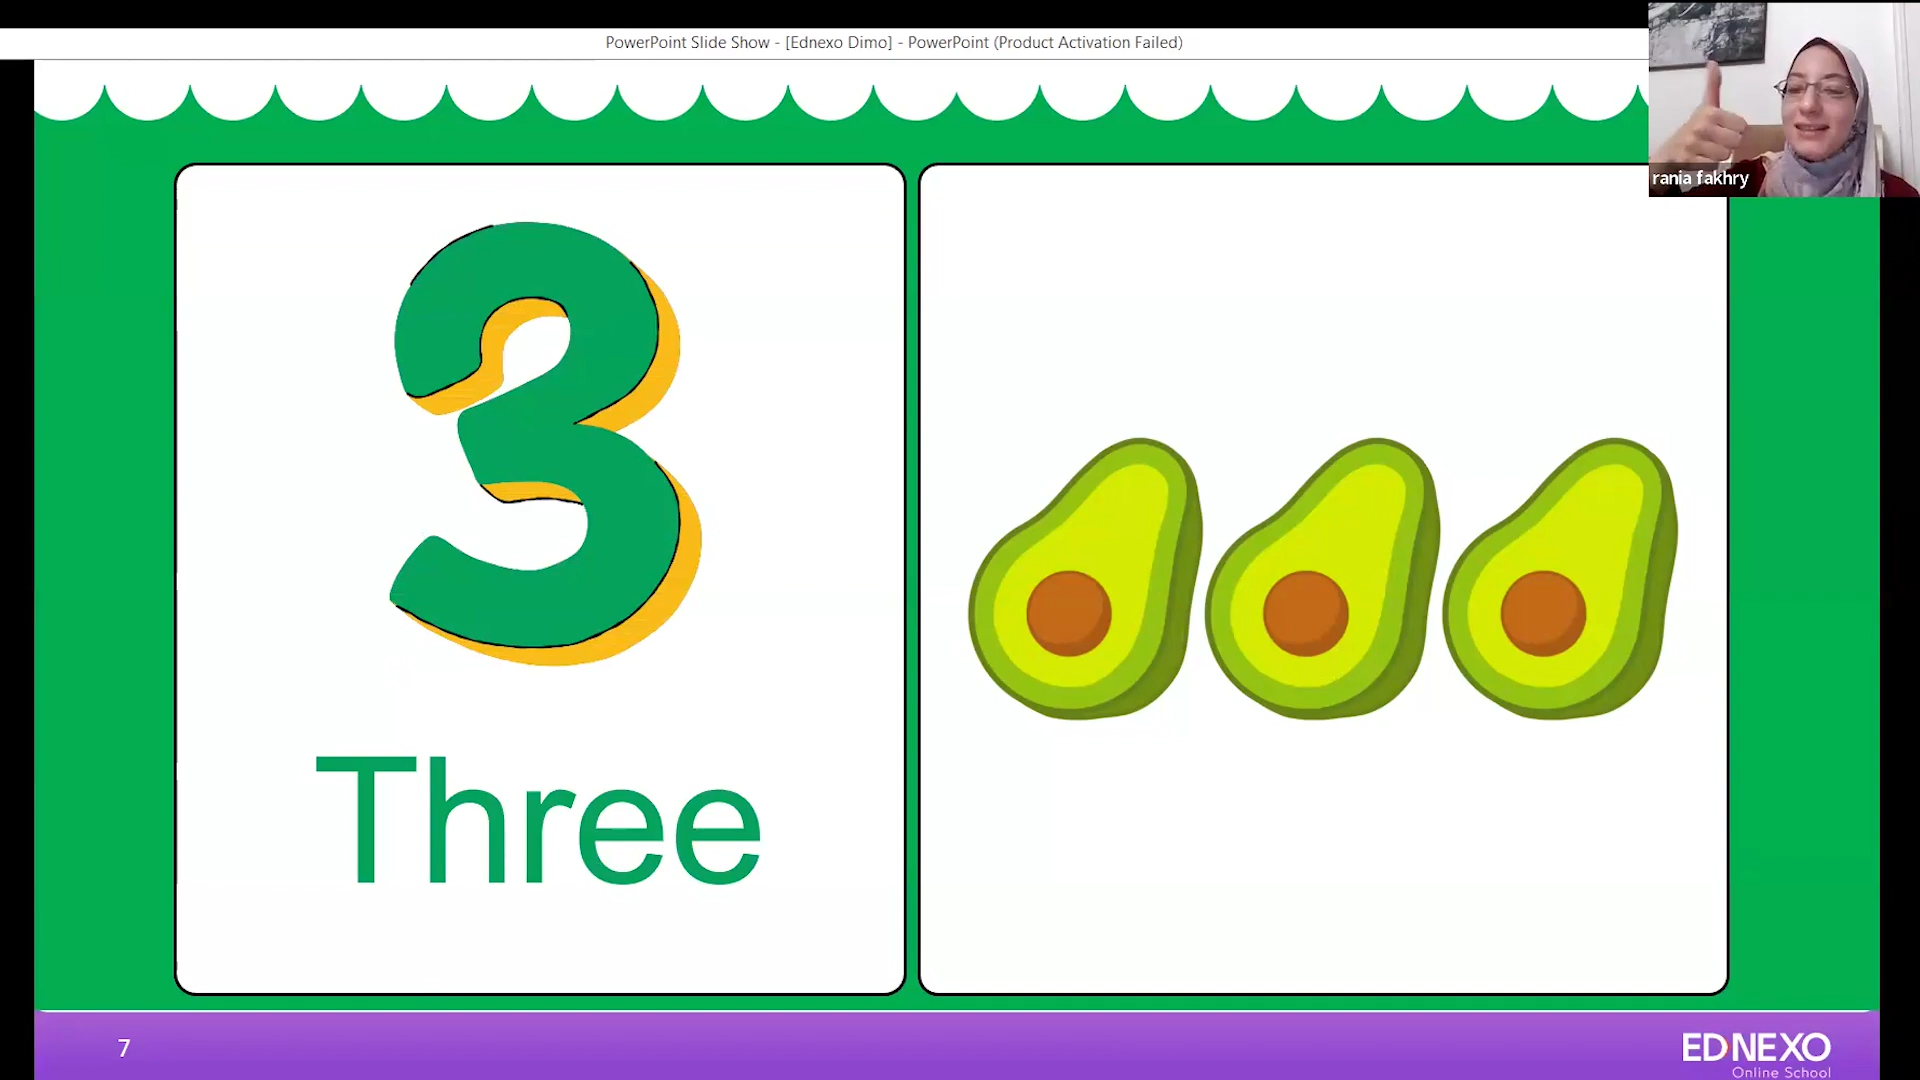 PowerPoint Slide Show - [Ednexo Dimo] - PowerPoint (Product Activation Failed)
rania fakhry
3
Three
7
EDNEXO
Online School